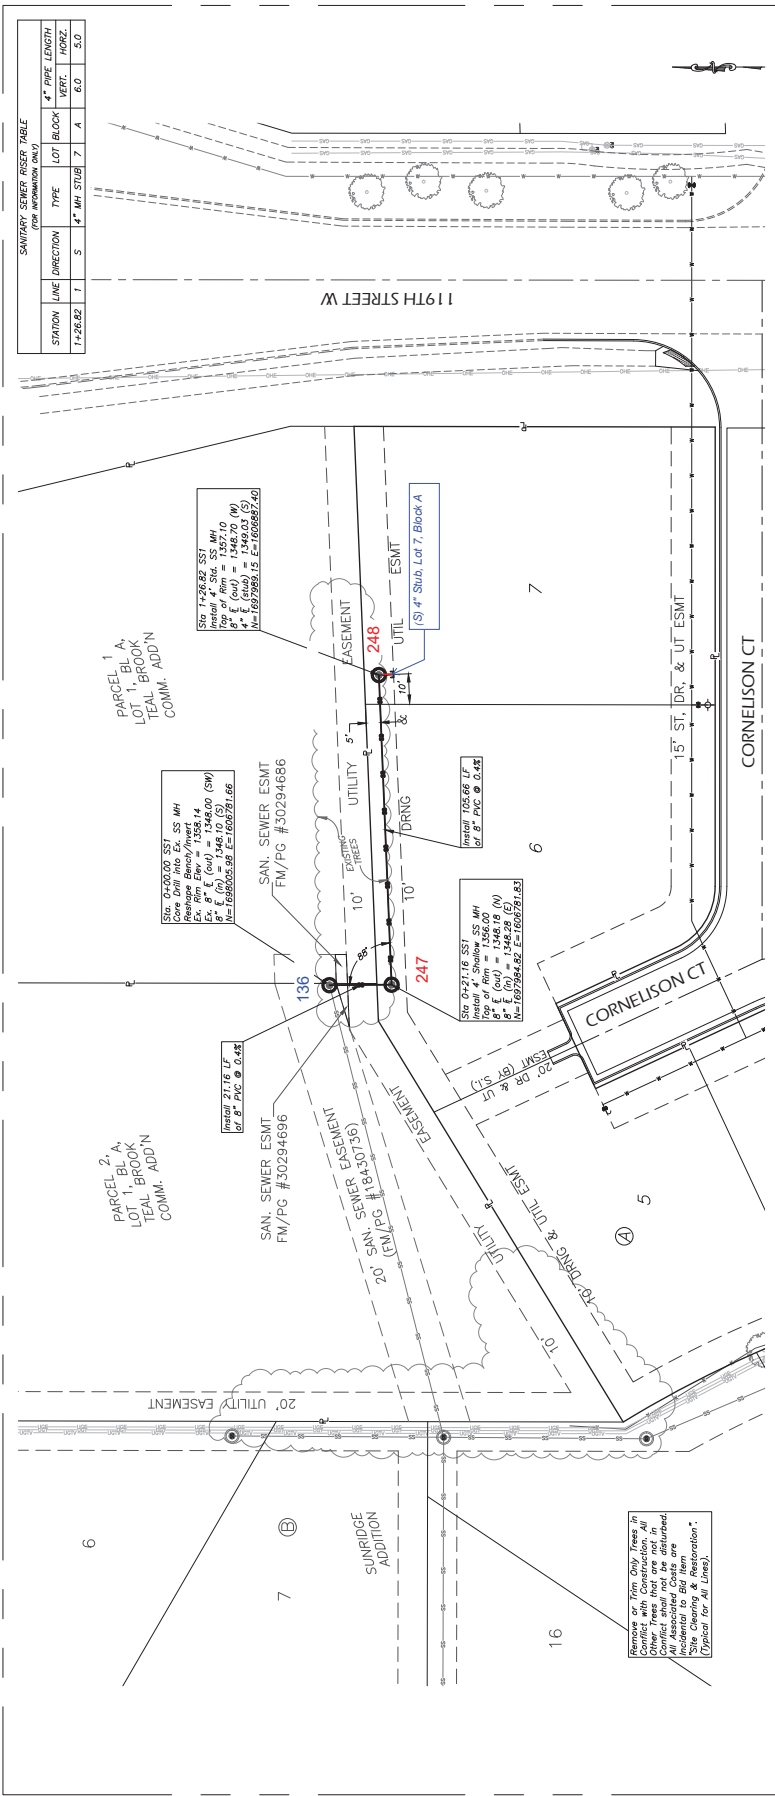 SANITARY SEWER RISER TABLE
(FOR INFORMATION ONLY)
STATION LINE DIRECTION TYPE LOT BLOCK 4" PIPE LENGTH
VERT. HORZ.
1+26.82 1 S 4" MH STUB 7 A 6.0 5.0
119TH STREET W
PARCEL 1
LOT 1, BL A,
TEAL BROOK
COMM. ADD'N
Sta 1+26.82 SS1
Install 4' Std. SS MH
Top of Rim = 1357.10
8" ℄ (out) = 1348.70 (W)
4" ℄ (stub) = 1349.03 (S)
N=1697989.15 E=1606887.40
248
(S) 4" Stub, Lot 7, Block A
EASEMENT
UTILITY
10'
UTIL ESMT
&
DRNG
10'
5'
10'
7
15' ST, DR, & UT ESMT
CORNELISON CT
Sta. 0+00.00 SS1
Core Drill into Ex. SS MH
Reshape Bench/Invert
Ex. Rim Elev = 1358.14
Ex. 8" ℄ (out) = 1348.00 (SW)
8" ℄ (in) = 1348.10 (S)
N=1698005.98 E=1606781.66
SAN. SEWER ESMT
FM/PG #30294686
EXISTING
TREES
Install 105.66 LF
of 8" PVC @ 0.4%
6
136
88°
247
Sta 0+21.16 SS1
Install 4' Shallow SS MH
Top of Rim = 1356.00
8" ℄ (out) = 1348.18 (N)
8" ℄ (in) = 1348.28 (E)
N=1697984.82 E=1606781.83
Install 21.16 LF
of 8" PVC @ 0.4%
CORNELISON CT
20' DR & UT
ESMT (BY S.I.)
PARCEL 2,
LOT 1, BL A,
TEAL BROOK
COMM. ADD'N
SAN. SEWER ESMT
FM/PG #30294696
20' SAN. SEWER EASEMENT
(FM/PG #18430736)
EASEMENT
UTILITY
10'
10' DRNG & UTIL ESMT
5
A
20' UTILITY EASEMENT
6
B
7
SUNRIDGE
ADDITION
16
Remove or Trim Only Trees in
Conflict with Construction. All
Other Trees that are not in
Conflict shall not be disturbed.
All Associated Costs are
Incidental to Bid Item
"Site Clearing & Restoration".
(Typical for All Lines).